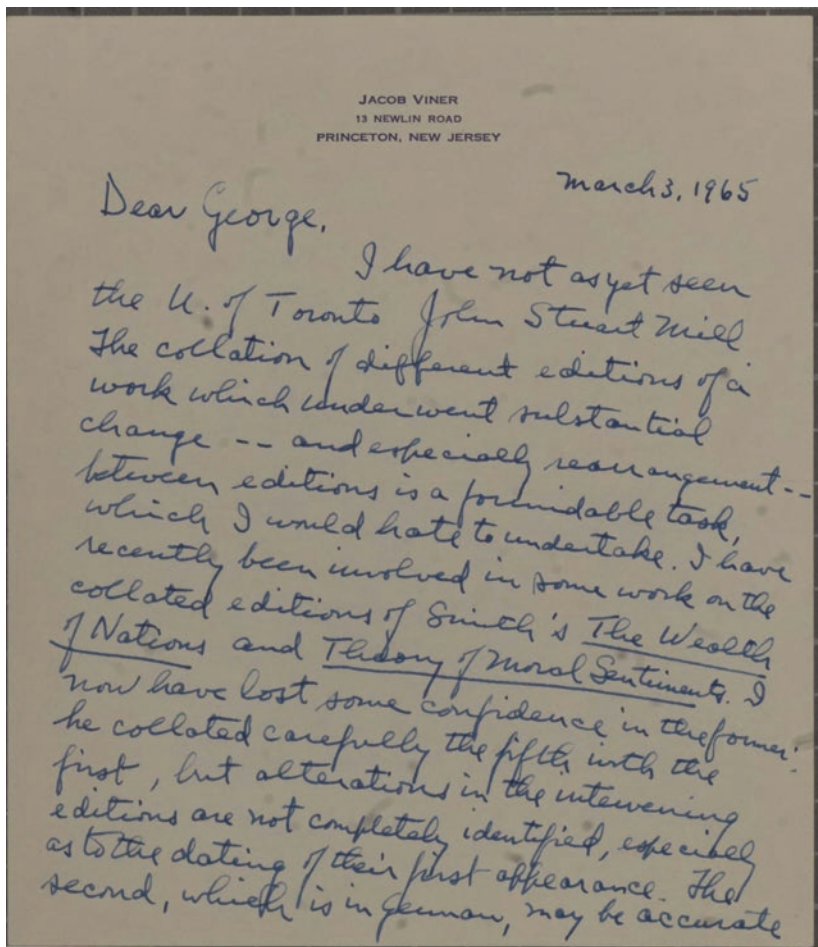 JACOB VINER
13 NEWLIN ROAD
PRINCETON, NEW JERSEY
March 3, 1965
Dear George,
I have not as yet seen
the U. of Toronto John Stuart Mill
The collation of different editions of a
work which underwent substantial
change -- and especially rearrangement --
between editions is a formidable task,
which I would hate to undertake. I have
recently been involved in some work on the
collated editions of Smith's The Wealth
of Nations and Theory of Moral Sentiments. I
now have lost some confidence in the former:
he collated carefully the fifth with the
first, but alterations in the intervening
editions are not completely identified, especially
as to the dating of their first appearance. The
second, which is in German, may be accurate